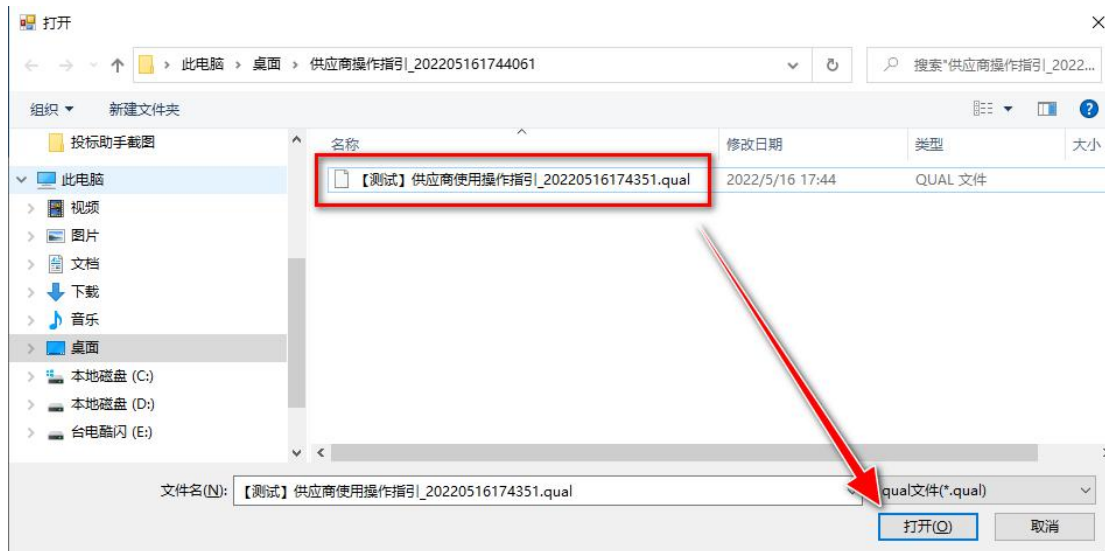 打开
此电脑 › 桌面 › 供应商操作指引_202205161744061
搜索"供应商操作指引_2022...
组织 新建文件夹
投标助手截图
名称 修改日期 类型 大小
此电脑
【测试】供应商使用操作指引_20220516174351.qual 2022/5/16 17:44 QUAL 文件
视频
图片
文档
下载
音乐
桌面
本地磁盘 (C:)
本地磁盘 (D:)
台电酷闪 (E:)
文件名(N): 【测试】供应商使用操作指引_20220516174351.qual qual文件(*.qual)
打开(O) 取消